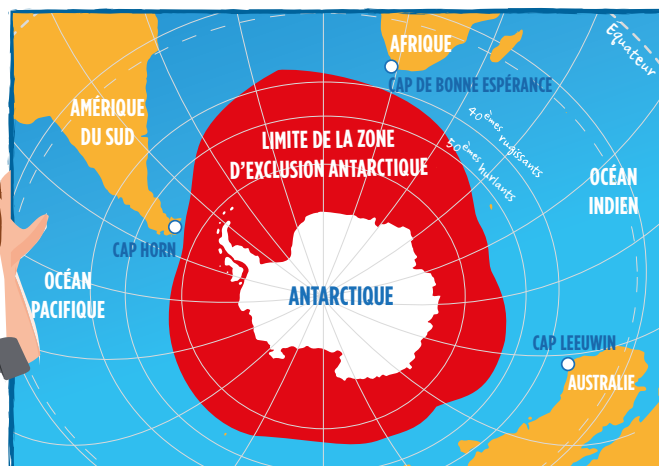 Equateur
AFRIQUE
CAP DE BONNE ESPÉRANCE
AMÉRIQUE
DU SUD
40èmes rugissants
LIMITE DE LA ZONE
D'EXCLUSION ANTARCTIQUE
50èmes hurlants
OCÉAN
INDIEN
CAP HORN
OCÉAN
PACIFIQUE
ANTARCTIQUE
CAP LEEUWIN
AUSTRALIE